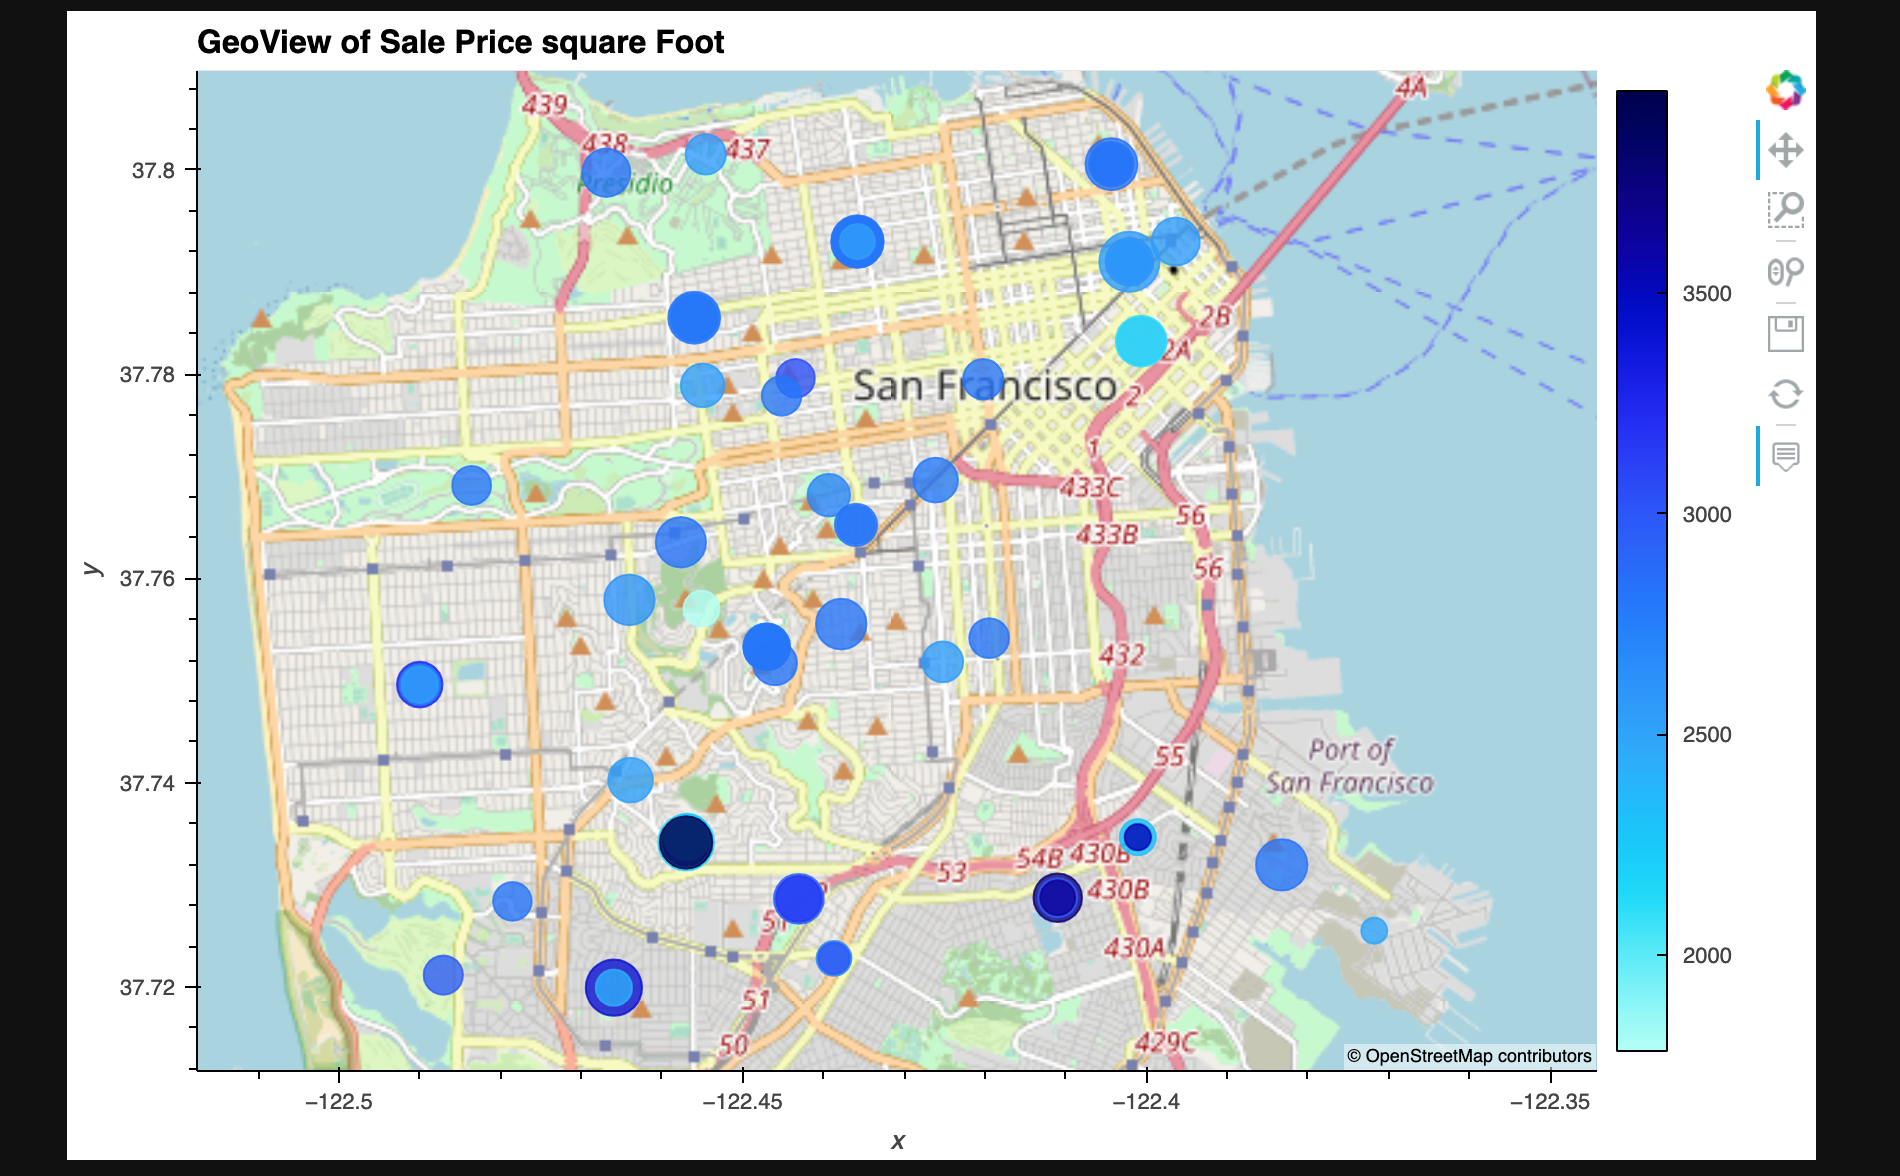 GeoView of Sale Price square Foot
439
438
437
4A
Presidio
37.8
3500
2B
2A
37.78
San Francisco
2
1
433C
3000
56
433B
y
37.76
56
432
2500
55
Port of
San Francisco
37.74
54B
430B
53
430B
51
430A
2000
37.72
51
50
429C
© OpenStreetMap contributors
−122.5
−122.45
−122.4
−122.35
x